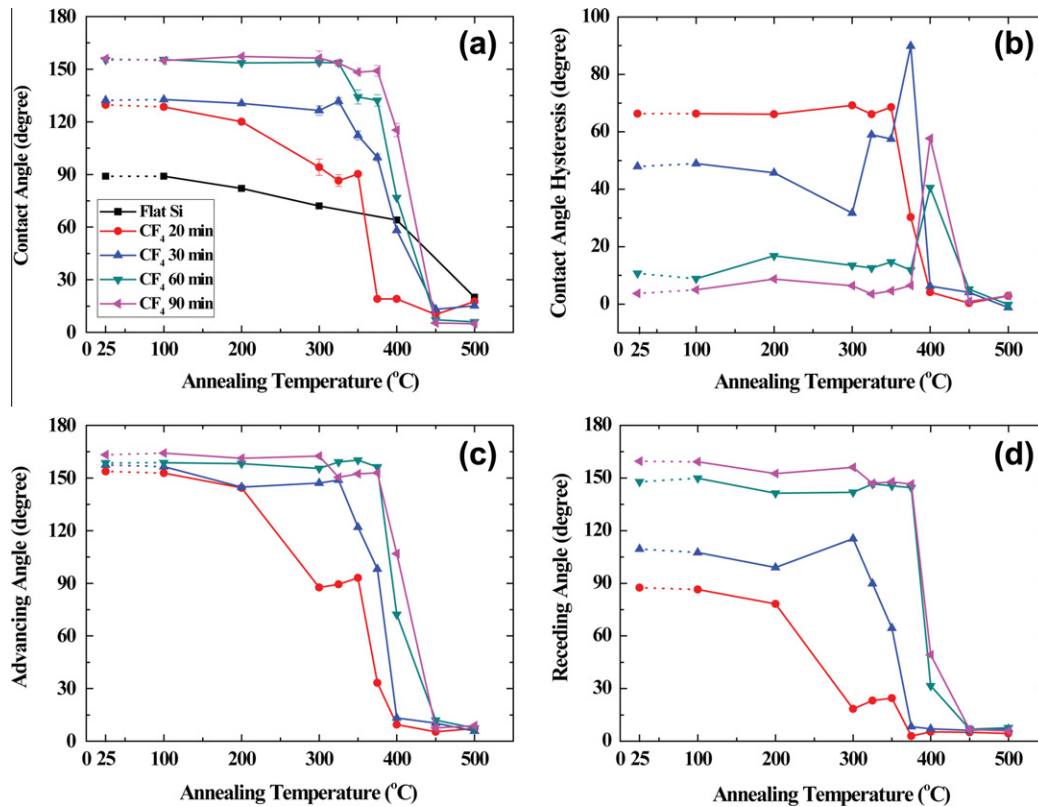 (a)
Contact Angle (degree)
180
150
120
90
60
30
0
Flat Si
CF4 20 min
CF4 30 min
CF4 60 min
CF4 90 min
0 25 100 200 300 400 500
Annealing Temperature (°C)
(b)
Contact Angle Hysteresis (degree)
100
80
60
40
20
0
0 25 100 200 300 400 500
Annealing Temperature (°C)
(c)
Advancing Angle (degree)
180
150
120
90
60
30
0
0 25 100 200 300 400 500
Annealing Temperature (°C)
(d)
Receding Angle (degree)
180
150
120
90
60
30
0
0 25 100 200 300 400 500
Annealing Temperature (°C)